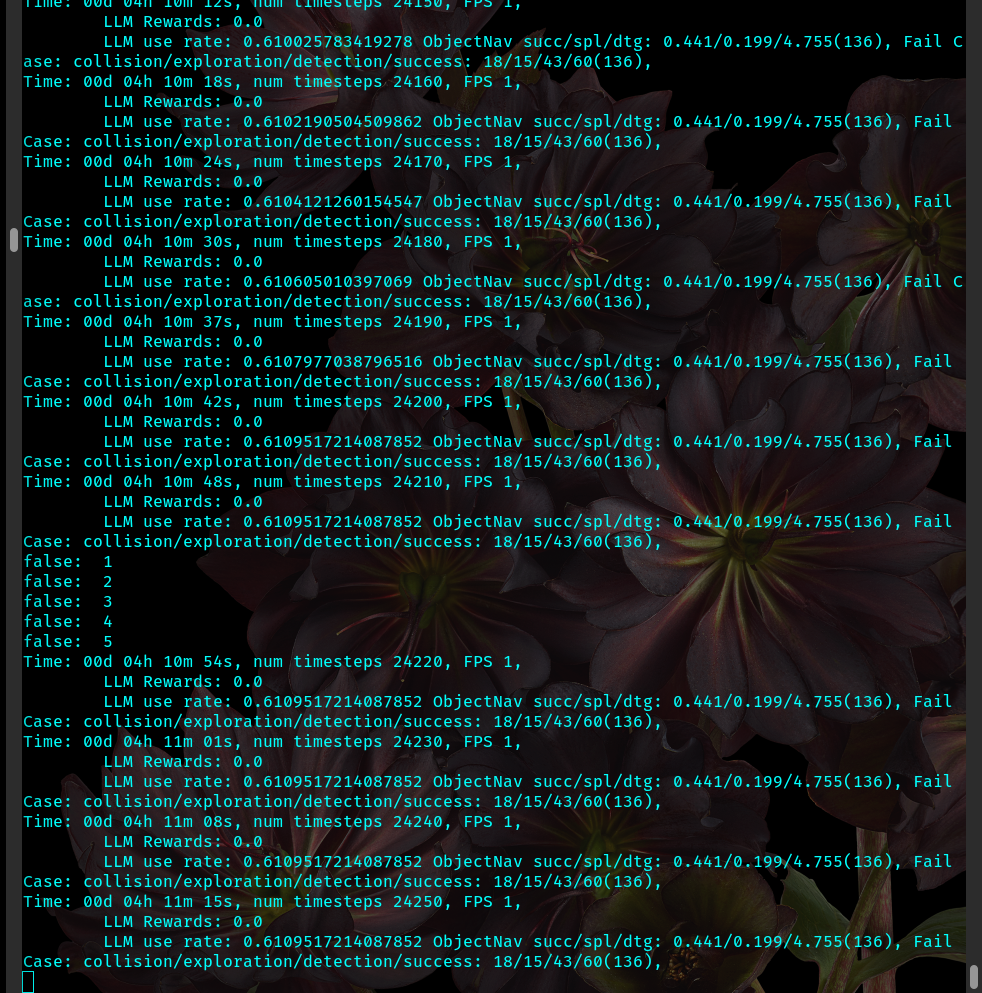 Time: 00d 04h 10m 12s, num timesteps 24150, FPS 1,
        LLM Rewards: 0.0
        LLM use rate: 0.610025783419278 ObjectNav succ/spl/dtg: 0.441/0.199/4.755(136), Fail C
ase: collision/exploration/detection/success: 18/15/43/60(136),
Time: 00d 04h 10m 18s, num timesteps 24160, FPS 1,
        LLM Rewards: 0.0
        LLM use rate: 0.6102190504509862 ObjectNav succ/spl/dtg: 0.441/0.199/4.755(136), Fail
Case: collision/exploration/detection/success: 18/15/43/60(136),
Time: 00d 04h 10m 24s, num timesteps 24170, FPS 1,
        LLM Rewards: 0.0
        LLM use rate: 0.6104121260154547 ObjectNav succ/spl/dtg: 0.441/0.199/4.755(136), Fail
Case: collision/exploration/detection/success: 18/15/43/60(136),
Time: 00d 04h 10m 30s, num timesteps 24180, FPS 1,
        LLM Rewards: 0.0
        LLM use rate: 0.610605010397069 ObjectNav succ/spl/dtg: 0.441/0.199/4.755(136), Fail C
ase: collision/exploration/detection/success: 18/15/43/60(136),
Time: 00d 04h 10m 37s, num timesteps 24190, FPS 1,
        LLM Rewards: 0.0
        LLM use rate: 0.6107977038796516 ObjectNav succ/spl/dtg: 0.441/0.199/4.755(136), Fail
Case: collision/exploration/detection/success: 18/15/43/60(136),
Time: 00d 04h 10m 42s, num timesteps 24200, FPS 1,
        LLM Rewards: 0.0
        LLM use rate: 0.6109517214087852 ObjectNav succ/spl/dtg: 0.441/0.199/4.755(136), Fail
Case: collision/exploration/detection/success: 18/15/43/60(136),
Time: 00d 04h 10m 48s, num timesteps 24210, FPS 1,
        LLM Rewards: 0.0
        LLM use rate: 0.6109517214087852 ObjectNav succ/spl/dtg: 0.441/0.199/4.755(136), Fail
Case: collision/exploration/detection/success: 18/15/43/60(136),
false:  1
false:  2
false:  3
false:  4
false:  5
Time: 00d 04h 10m 54s, num timesteps 24220, FPS 1,
        LLM Rewards: 0.0
        LLM use rate: 0.6109517214087852 ObjectNav succ/spl/dtg: 0.441/0.199/4.755(136), Fail
Case: collision/exploration/detection/success: 18/15/43/60(136),
Time: 00d 04h 11m 01s, num timesteps 24230, FPS 1,
        LLM Rewards: 0.0
        LLM use rate: 0.6109517214087852 ObjectNav succ/spl/dtg: 0.441/0.199/4.755(136), Fail
Case: collision/exploration/detection/success: 18/15/43/60(136),
Time: 00d 04h 11m 08s, num timesteps 24240, FPS 1,
        LLM Rewards: 0.0
        LLM use rate: 0.6109517214087852 ObjectNav succ/spl/dtg: 0.441/0.199/4.755(136), Fail
Case: collision/exploration/detection/success: 18/15/43/60(136),
Time: 00d 04h 11m 15s, num timesteps 24250, FPS 1,
        LLM Rewards: 0.0
        LLM use rate: 0.6109517214087852 ObjectNav succ/spl/dtg: 0.441/0.199/4.755(136), Fail
Case: collision/exploration/detection/success: 18/15/43/60(136),